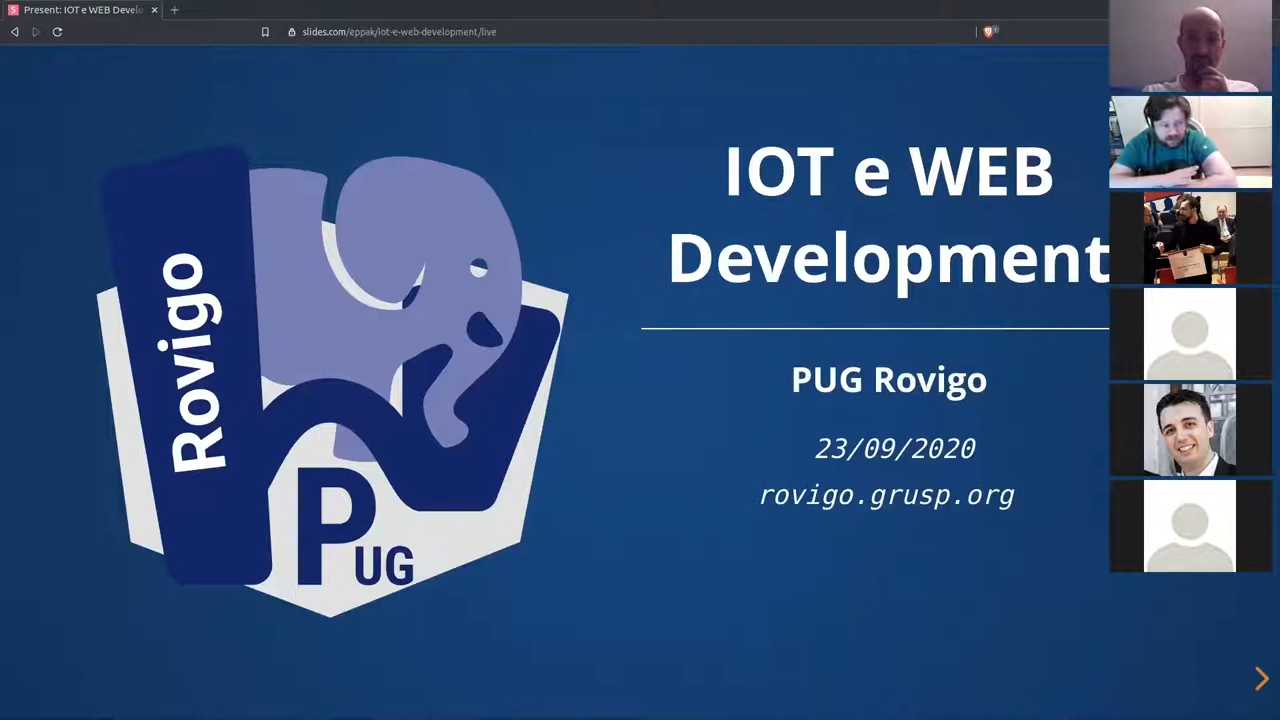 Present: IOT e WEB Develo
slides.com/eppak/iot-e-web-development/live
Rovigo
PUG
IOT e WEB
Development
PUG Rovigo
23/09/2020
rovigo.grusp.org